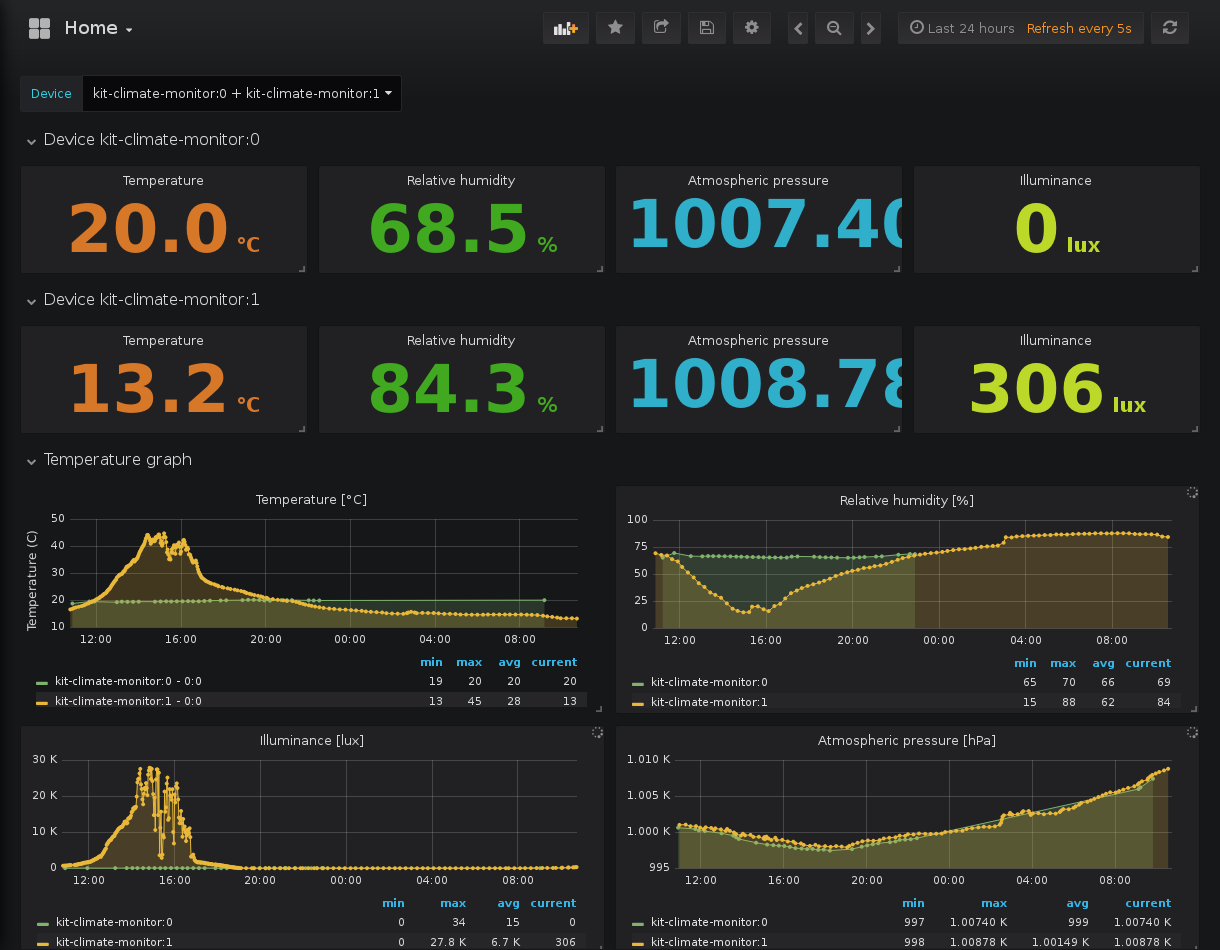 Home
Last 24 hours Refresh every 5s
Device kit-climate-monitor:0 + kit-climate-monitor:1
Device kit-climate-monitor:0
Temperature Relative humidity Atmospheric pressure Illuminance
20.0 °C 68.5 % 1007.40 0 lux
Device kit-climate-monitor:1
Temperature Relative humidity Atmospheric pressure Illuminance
13.2 °C 84.3 % 1008.78 306 lux
Temperature graph
Temperature [°C]
Temperature (C)
50
40
30
20
10
12:00 16:00 20:00 00:00 04:00 08:00
min max avg current
kit-climate-monitor:0 - 0:0 19 20 20 20
kit-climate-monitor:1 - 0:0 13 45 28 13
Relative humidity [%]
100
75
50
25
0
12:00 16:00 20:00 00:00 04:00 08:00
min max avg current
kit-climate-monitor:0 65 70 66 69
kit-climate-monitor:1 15 88 62 84
Illuminance [lux]
30 K
20 K
10 K
0
12:00 16:00 20:00 00:00 04:00 08:00
min max avg current
kit-climate-monitor:0 0 34 15 0
kit-climate-monitor:1 0 27.8 K 6.7 K 306
Atmospheric pressure [hPa]
1.010 K
1.005 K
1.000 K
995
12:00 16:00 20:00 00:00 04:00 08:00
min max avg current
kit-climate-monitor:0 997 1.00740 K 999 1.00740 K
kit-climate-monitor:1 998 1.00878 K 1.00149 K 1.00878 K